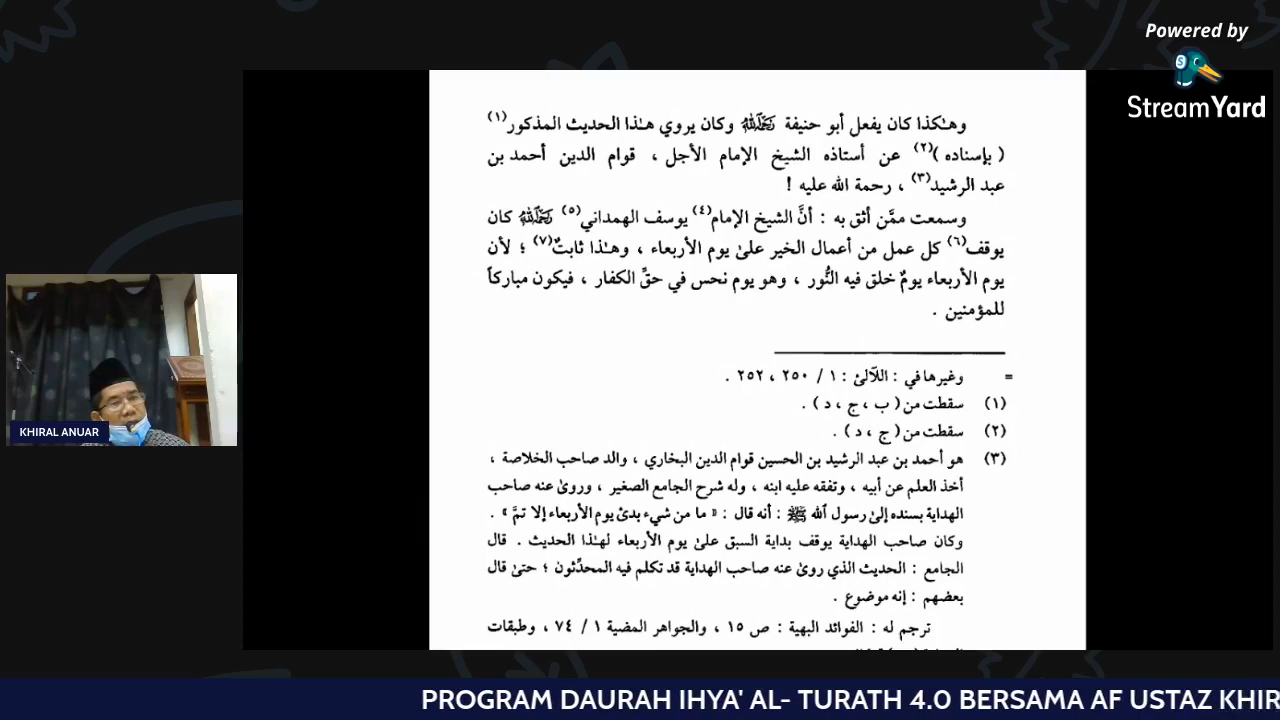 Powered by
StreamYard
وهٰكذا كان يفعل أبو حنيفة رَحِمَهُ ٱللَّهُ وكان يروي هٰذا الحديث المذكور(١)
( بإسناده )(٢) عن أستاذه الشيخ الإمام الأجل ، قوام الدين أحمد بن
عبد الرشيد(٣) ، رحمة الله عليه !
وسمعت ممَّن أثق به : أنَّ الشيخ الإمام(٤) يوسف الهمداني(٥) رَحِمَهُ ٱللَّهُ كان
يوقف(٦) كل عمل من أعمال الخير علىٰ يوم الأربعاء ، وهٰذا ثابتٌ(٧) ؛ لأن
يوم الأربعاء يومٌ خلق فيه النُّور ، وهو يوم نحس في حقِّ الكفار ، فيكون مباركاً
للمؤمنين .
= وغيرها في : اللآلئ : ١ / ٢٥٠ ، ٢٥٢ .
(١) سقطت من ( ب ، ج ، د ) .
(٢) سقطت من ( ج ، د ) .
(٣) هو أحمد بن عبد الرشيد بن الحسين قوام الدين البخاري ، والد صاحب الخلاصة ،
أخذ العلم عن أبيه ، وتفقه عليه ابنه ، وله شرح الجامع الصغير ، وروىٰ عنه صاحب
الهداية بسنده إلىٰ رسول ٱلله ﷺ : أنه قال : « ما من شيء بدئ يوم الأربعاء إلا تمَّ » .
وكان صاحب الهداية يوقف بداية السبق علىٰ يوم الأربعاء لهٰذا الحديث . قال
الجامع : الحديث الذي روىٰ عنه صاحب الهداية قد تكلم فيه المحدِّثون ؛ حتىٰ قال
بعضهم : إنه موضوع .
ترجم له : الفوائد البهية : ص ١٥ ، والجواهر المضية ١ / ٧٤ ، وطبقات
KHIRAL ANUAR
PROGRAM DAURAH IHYA' AL- TURATH 4.0 BERSAMA AF USTAZ KHIR